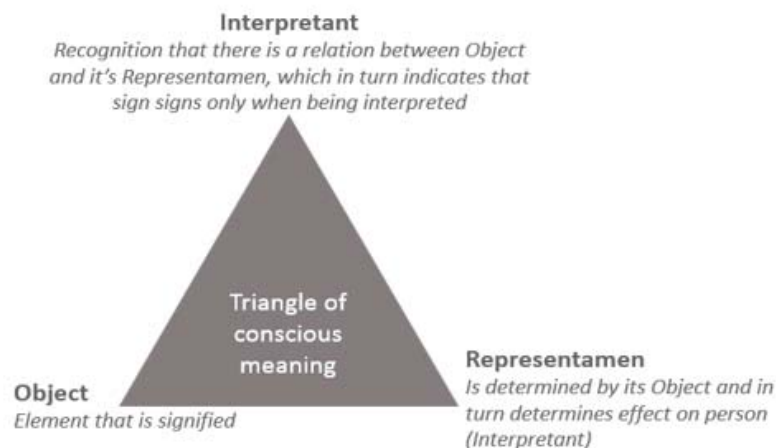 Interpretant
Recognition that there is a relation between Object
and it's Representamen, which in turn indicates that
sign signs only when being interpreted
Triangle of
conscious
meaning
Object
Element that is signified
Representamen
Is determined by its Object and in
turn determines effect on person
(Interpretant)